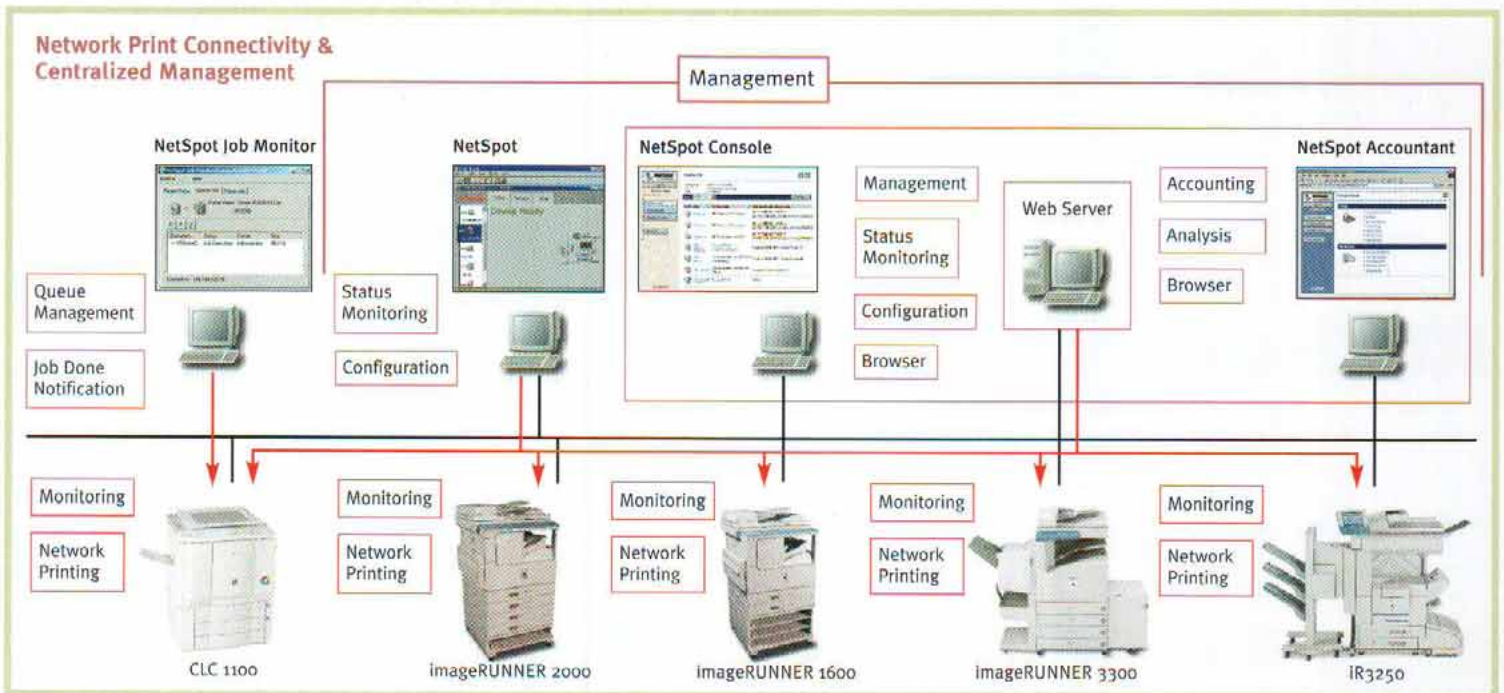 Network Print Connectivity &
Centralized Management
Management
NetSpot Job Monitor
NetSpot
NetSpot Console
NetSpot Accountant
Device Ready
Queue
Management
Job Done
Notification
Status
Monitoring
Configuration
Management
Status
Monitoring
Configuration
Browser
Web Server
Accounting
Analysis
Browser
Monitoring
Network
Printing
CLC 1100
Monitoring
Network
Printing
imageRUNNER 2000
Monitoring
Network
Printing
imageRUNNER 1600
Monitoring
Network
Printing
imageRUNNER 3300
Monitoring
Network
Printing
iR3250